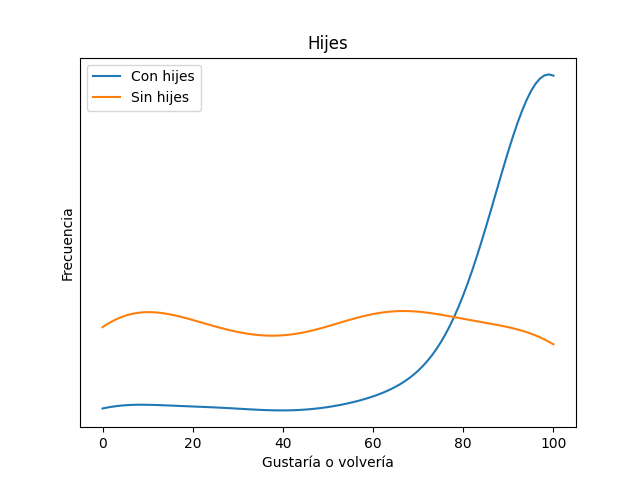 Hijes
Con hijes
Sin hijes
Frecuencia
0 20 40 60 80 100
Gustaría o volvería